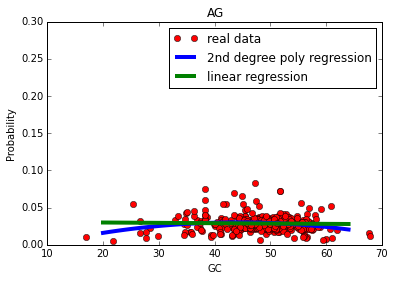 AG
real data
2nd degree poly regression
linear regression
0.30
0.25
0.20
0.15
0.10
0.05
0.00
Probability
10 20 30 40 50 60 70
GC